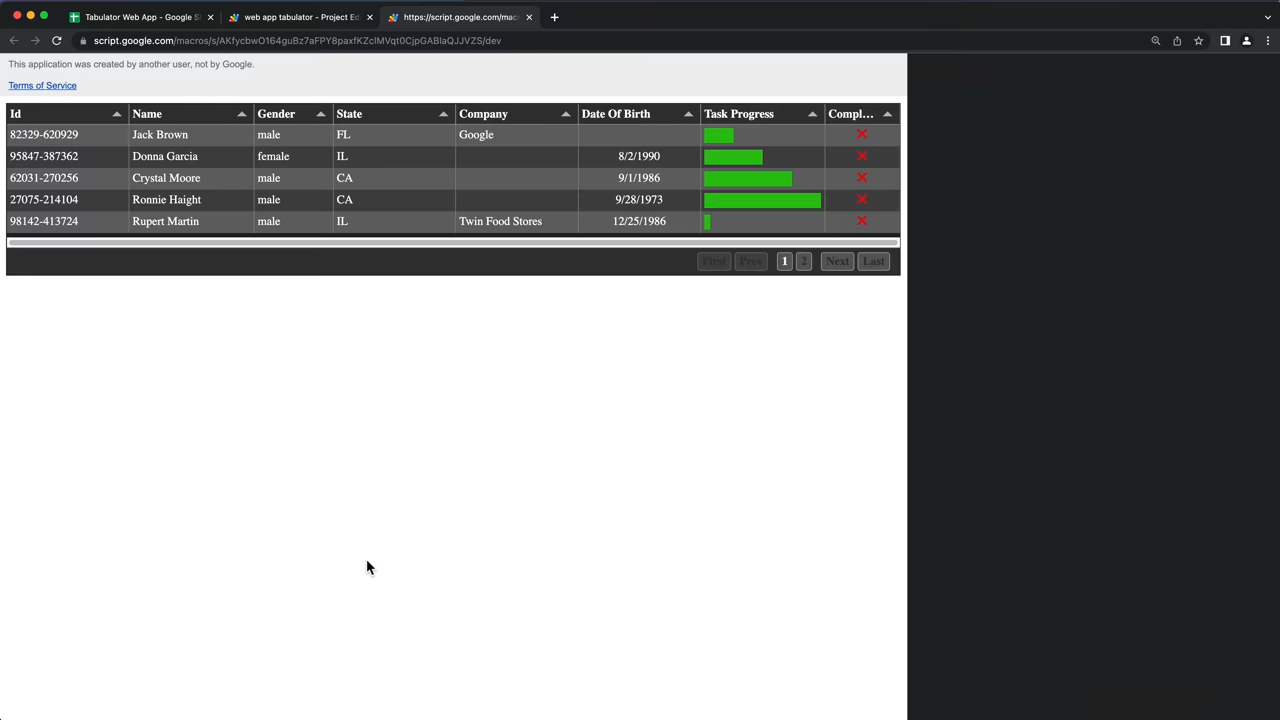 Tabulator Web App - Google S
web app tabulator - Project Ed
https://script.google.com/mac
script.google.com/macros/s/AKfycbwO164guBz7aFPY8paxfKZcIMVqt0CjpGABIaQJJVZS/dev
This application was created by another user, not by Google.
Terms of Service
Id Name Gender State Company Date Of Birth Task Progress Compl...
82329-620929 Jack Brown male FL Google
95847-387362 Donna Garcia female IL 8/2/1990
62031-270256 Crystal Moore male CA 9/1/1986
27075-214104 Ronnie Haight male CA 9/28/1973
98142-413724 Rupert Martin male IL Twin Food Stores 12/25/1986
First Prev 1 2 Next Last